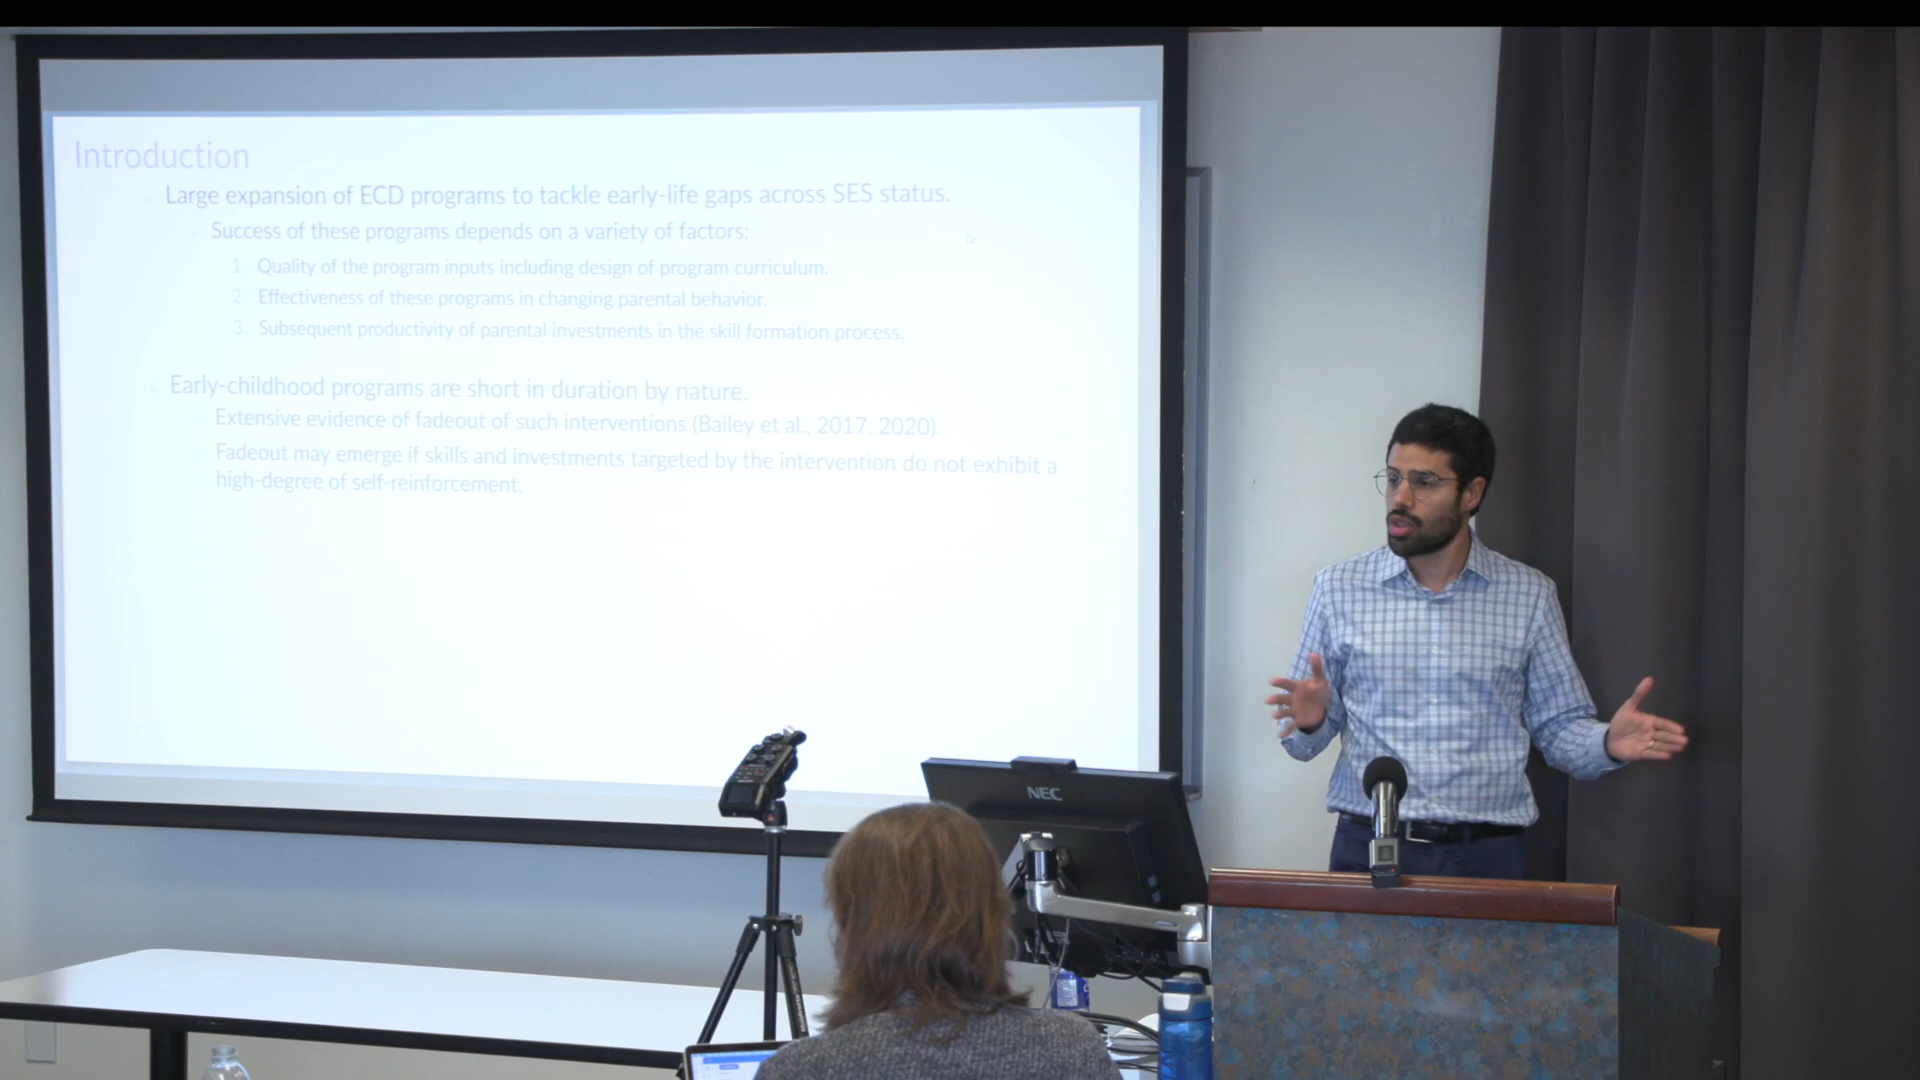 Introduction
Large expansion of ECD programs to tackle early-life gaps across SES status.
Success of these programs depends on a variety of factors:
1. Quality of the program inputs including design of program curriculum.
2. Effectiveness of these programs in changing parental behavior.
3. Subsequent productivity of parental investments in the skill formation process.
Early-childhood programs are short in duration by nature.
Extensive evidence of fadeout of such interventions (Bailey et al., 2017, 2020).
Fadeout may emerge if skills and investments targeted by the intervention do not exhibit a
high-degree of self-reinforcement.
NEC